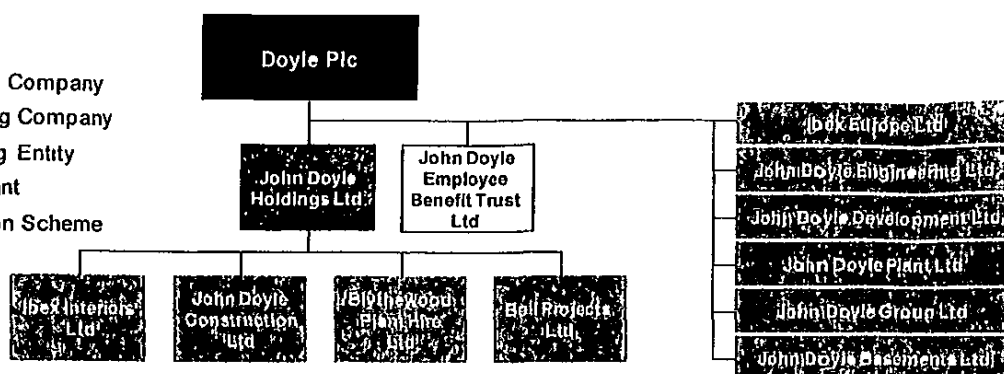 Doyle Plc
Company
g Company
g Entity
nt
n Scheme
John Doyle
Holdings Ltd
John Doyle
Employee
Benefit Trust
Ltd
Ibex Europe Ltd
John Doyle Engineering Ltd
John Doyle Development Ltd
John Doyle Plant Ltd
John Doyle Group Ltd
John Doyle Basements Ltd
Ibex Interiors
Ltd
John Doyle
Construction
Ltd
Blythewood
Plant Hire
Ltd
Bell Projects
Ltd